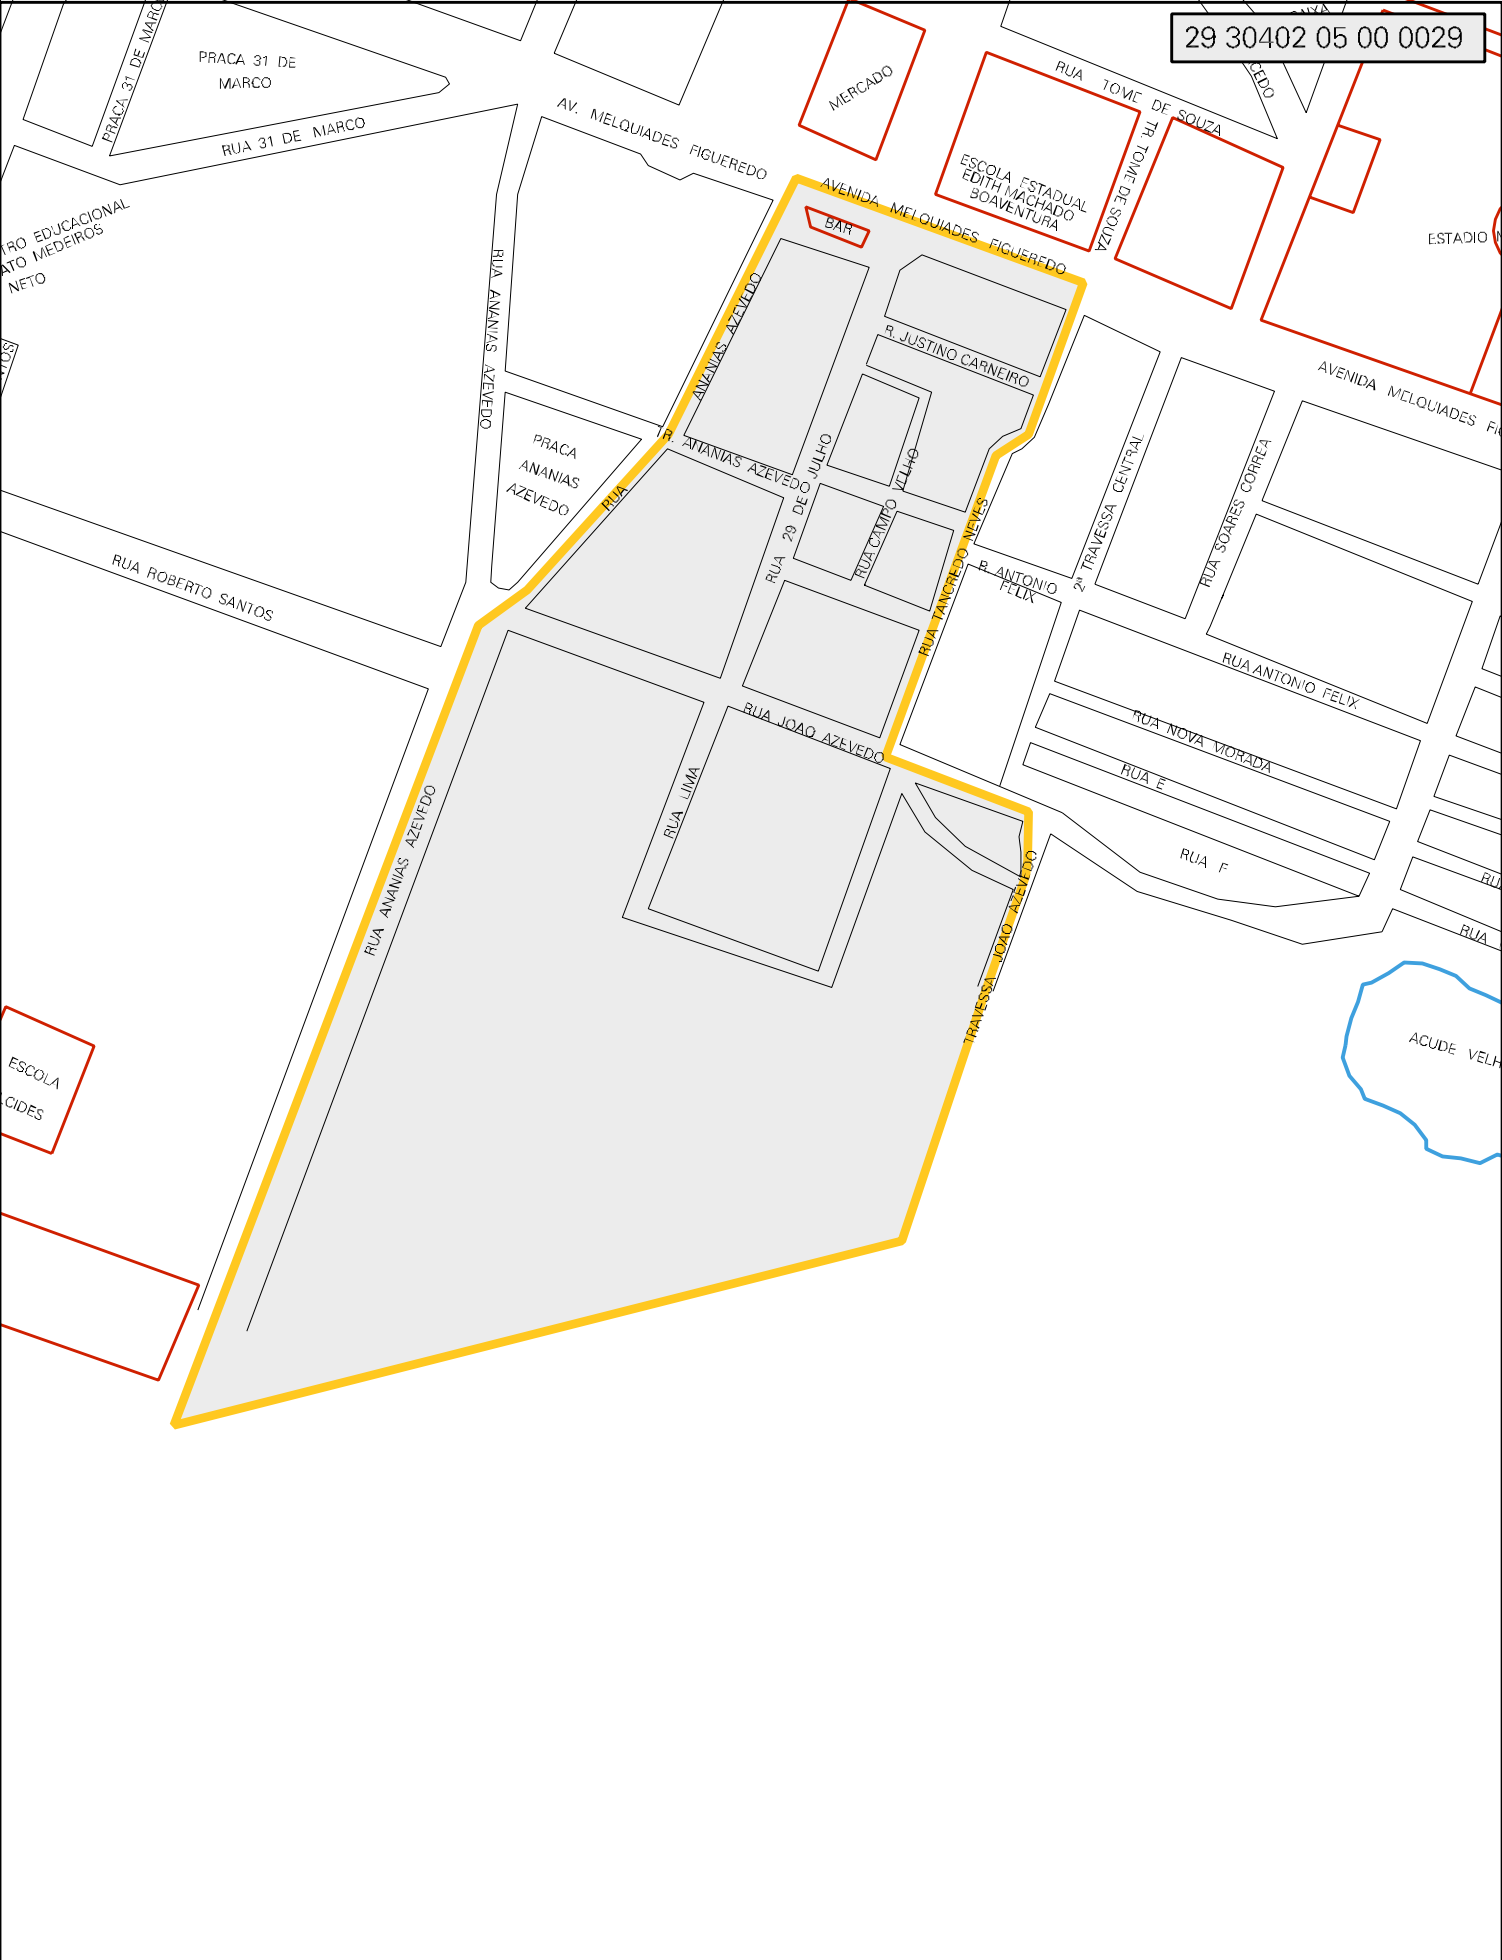 29 30402 05 00 0029
PRACA 31 DE MARCO
PRACA 31 DE
MARCO
RUA 31 DE MARCO
AV. MELQUIADES FIGUEREDO
MERCADO
RUA TOME DE SOUZA
TR. TOME DE SOUZA
ESCOLA ESTADUAL
EDITH MACHADO
BOAVENTURA
AVENIDA MELQUIADES FIGUEREDO
BAR
ESTADIO
NETO
RUA ANANIAS AZEVEDO
ANANIAS AZEVEDO
R. JUSTINO CARNEIRO
AVENIDA MELQUIADES
TR. ANANIAS AZEVEDO
PRACA
ANANIAS
AZEVEDO
RUA
RUA 29 DE JULHO
RUA CAMPO VELHO
RUA TANCREDO NEVES
2ª TRAVESSA CENTRAL
RUA SOARES CORREA
R. ANTONIO
FELIX
RUA ROBERTO SANTOS
RUA ANTONIO FELIX
RUA JOAO AZEVEDO
RUA NOVA MORADA
RUA E
RUA F
RUA LIMA
RUA ANANIAS AZEVEDO
TRAVESSA JOAO AZEVEDO
RUA
ACUDE
ESCOLA